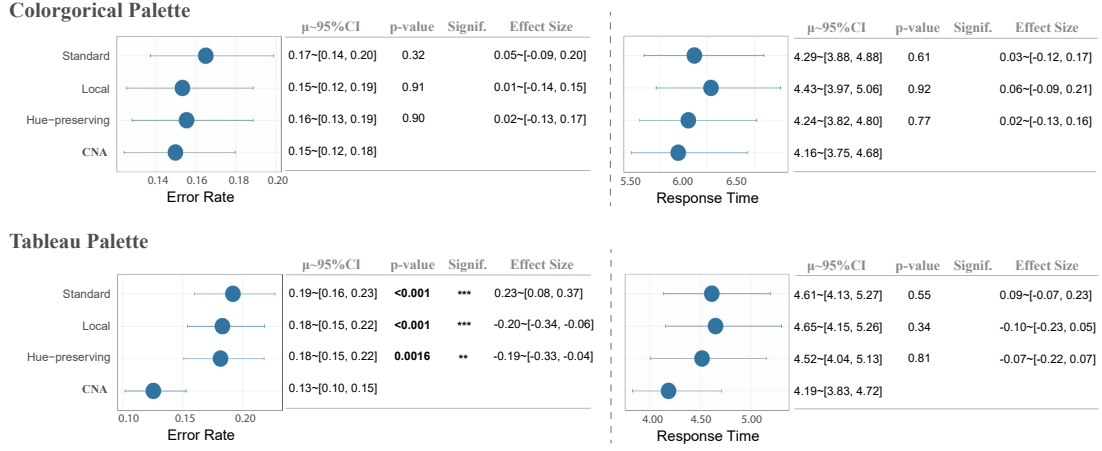 Colorgorical Palette
μ~95%CI p-value Signif. Effect Size
Standard 0.17~[0.14, 0.20] 0.32 0.05~[-0.09, 0.20]
Local 0.15~[0.12, 0.19] 0.91 0.01~[-0.14, 0.15]
Hue-preserving 0.16~[0.13, 0.19] 0.90 0.02~[-0.13, 0.17]
CNA 0.15~[0.12, 0.18]
0.14 0.16 0.18 0.20
Error Rate
μ~95%CI p-value Signif. Effect Size
4.29~[3.88, 4.88] 0.61 0.03~[-0.12, 0.17]
4.43~[3.97, 5.06] 0.92 0.06~[-0.09, 0.21]
4.24~[3.82, 4.80] 0.77 0.02~[-0.13, 0.16]
4.16~[3.75, 4.68]
5.50 6.00 6.50
Response Time
Tableau Palette
μ~95%CI p-value Signif. Effect Size
Standard 0.19~[0.16, 0.23] <0.001 *** 0.23~[0.08, 0.37]
Local 0.18~[0.15, 0.22] <0.001 *** -0.20~[-0.34, -0.06]
Hue-preserving 0.18~[0.15, 0.22] 0.0016 ** -0.19~[-0.33, -0.04]
CNA 0.13~[0.10, 0.15]
0.10 0.15 0.20
Error Rate
μ~95%CI p-value Signif. Effect Size
4.61~[4.13, 5.27] 0.55 0.09~[-0.07, 0.23]
4.65~[4.15, 5.26] 0.34 -0.10~[-0.23, 0.05]
4.52~[4.04, 5.13] 0.81 -0.07~[-0.22, 0.07]
4.19~[3.83, 4.72]
4.00 4.50 5.00
Response Time